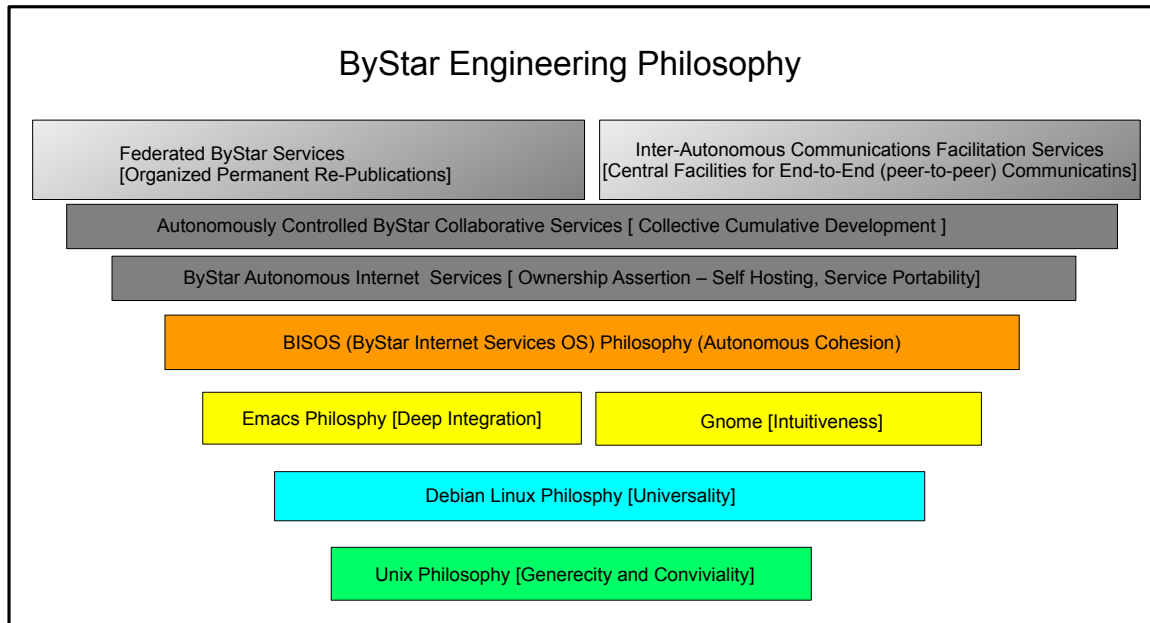 ByStar Engineering Philosophy
Federated ByStar Services
[Organized Permanent Re-Publications]
Inter-Autonomous Communications Facilitation Services
[Central Facilities for End-to-End (peer-to-peer) Communicatins]
Autonomously Controlled ByStar Collaborative Services [ Collective Cumulative Development ]
ByStar Autonomous Internet  Services [ Ownership Assertion – Self Hosting, Service Portability]
BISOS (ByStar Internet Services OS) Philosophy (Autonomous Cohesion)
Emacs Philosphy [Deep Integration]
Gnome [Intuitiveness]
Debian Linux Philosphy [Universality]
Unix Philosophy [Generecity and Conviviality]